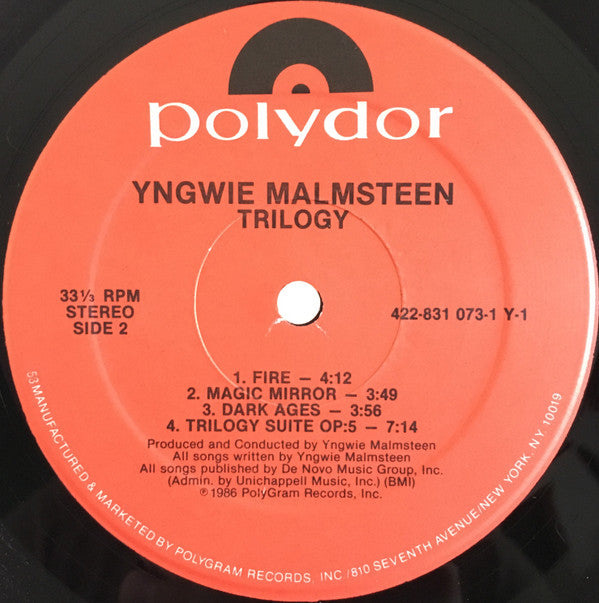 polydor
YNGWIE MALMSTEEN
TRILOGY
33⅓ RPM
STEREO
SIDE 2
422-831 073-1 Y-1
1. FIRE — 4:12
2. MAGIC MIRROR — 3:49
3. DARK AGES — 3:56
4. TRILOGY SUITE OP:5 — 7:14
Produced and Conducted by Yngwie Malmsteen
All songs written by Yngwie Malmsteen
All songs published by De Novo Music Group, Inc.
(Admin. by Unichappell Music, Inc.) (BMI)
℗1986 PolyGram Records, Inc.
53 MANUFACTURED & MARKETED BY POLYGRAM RECORDS, INC./810 SEVENTH AVENUE/NEW YORK, NY 10019